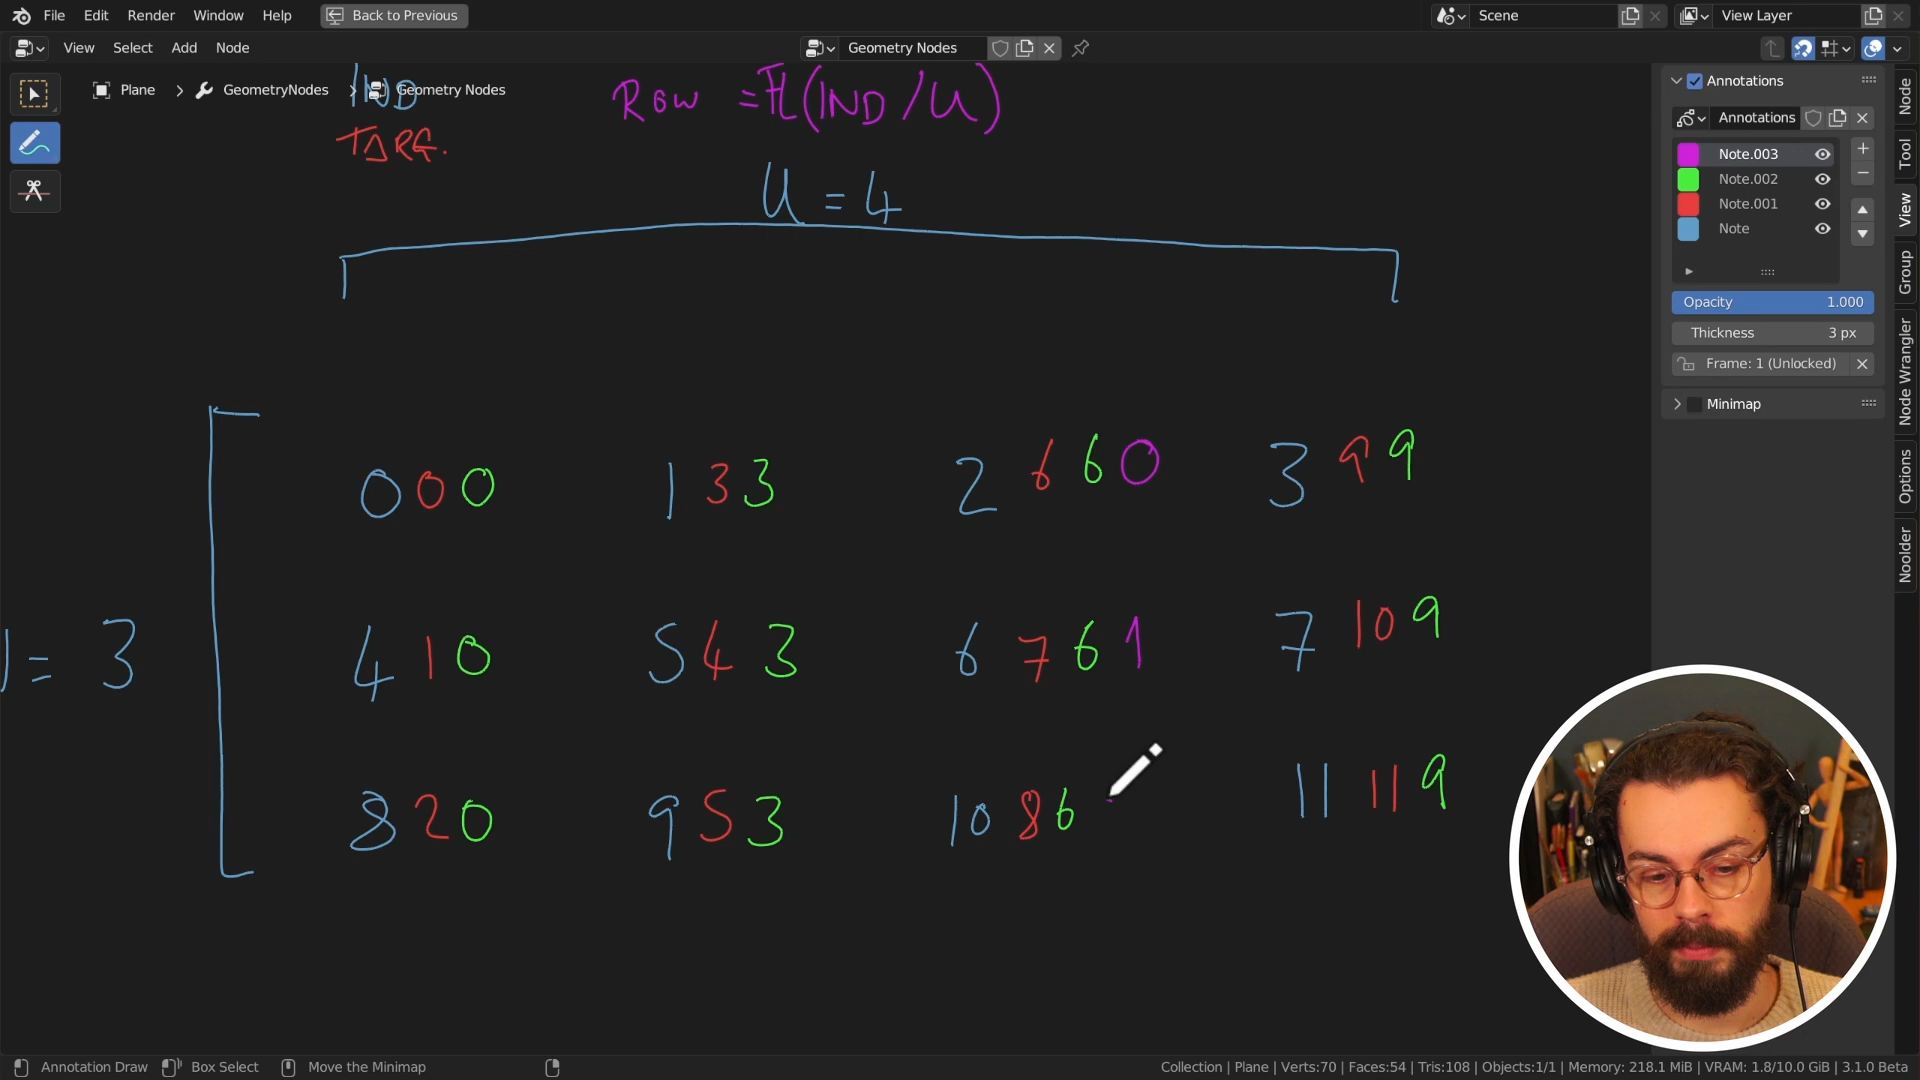 File Edit Render Window Help Back to Previous Scene View Layer
View Select Add Node Geometry Nodes
Plane > GeometryNodes > Geometry Nodes
IND
TARG.
ROW = FL(IND/U)
U = 4
0 0 0 1 3 3 2 6 6 0 3 9 9
= 3
4 1 0 5 4 3 6 7 6 1 7 10 9
8 2 0 9 5 3 10 8 6 11 11 9
Annotations
Annotations
Note.003
Note.002
Note.001
Note
Opacity 1.000
Thickness 3 px
Frame: 1 (Unlocked)
Minimap
Node
Tool
View
Group
Node Wrangler
Options
Noolder
Annotation Draw Box Select Move the Minimap Collection | Plane | Verts:70 | Faces:54 | Tris:108 | Objects:1/1 | Memory: 218.1 MiB | VRAM: 1.8/10.0 GiB | 3.1.0 Beta